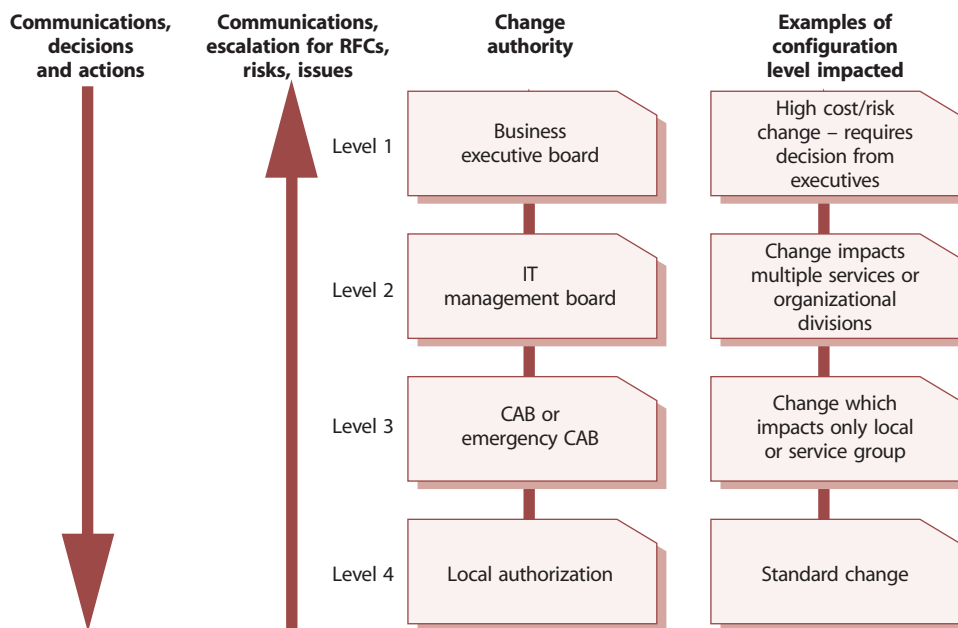 Communications,
decisions
and actions
Communications,
escalation for RFCs,
risks, issues
Change
authority
Examples of
configuration
level impacted
Level 1
Business
executive board
High cost/risk
change – requires
decision from
executives
Level 2
IT
management board
Change impacts
multiple services or
organizational
divisions
Level 3
CAB or
emergency CAB
Change which
impacts only local
or service group
Level 4
Local authorization
Standard change